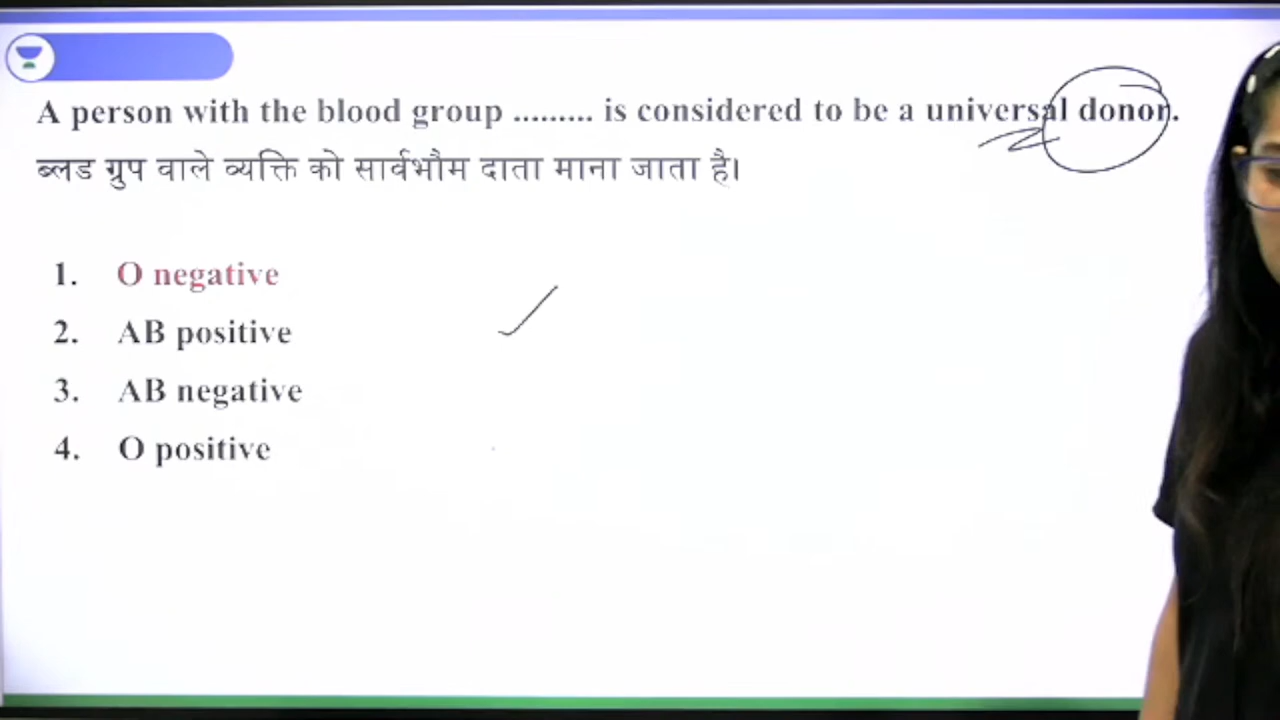 A person with the blood group ......... is considered to be a universal donor.
ब्लड ग्रुप वाले व्यक्ति को सार्वभौम दाता माना जाता है।
1. O negative
2. AB positive
3. AB negative
4. O positive